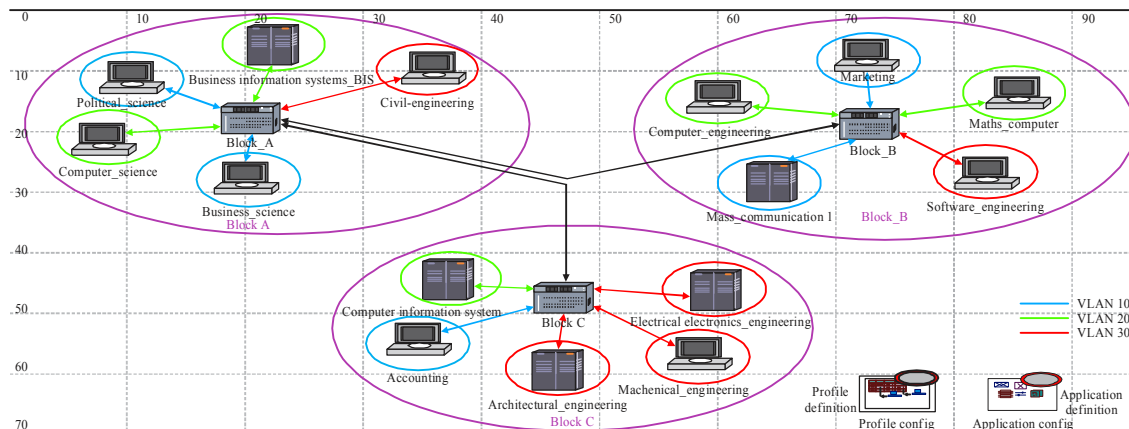 0 10 20 30 40 50 60 70 80 90
10
20
30
40
50
60
70
Business information systems_BIS
Political_science
Civil-engineering
Block_A
Computer_science
Business_science
Block A
Marketing
Computer_engineering
Maths_computer
Block_B
Mass_communication 1
Software_engineering
Block_B
Computer information system
Block C
Electrical electronics_engineering
Accounting
Machenical_engineering
Architectural_engineering
Block C
VLAN 10
VLAN 20
VLAN 30
Profile
definition
Profile config
Application
definition
Application config